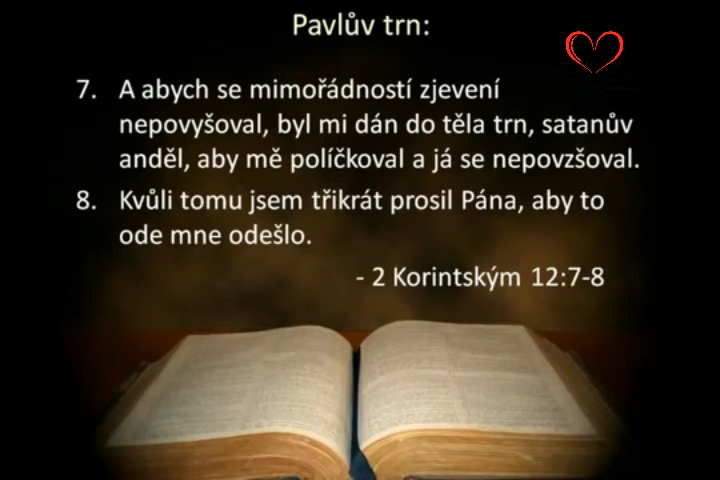 Pavlův trn:
7. A abych se mimořádností zjevení
nepovyšoval, byl mi dán do těla trn, satanův
anděl, aby mě políčkoval a já se nepovzšoval.
8. Kvůli tomu jsem třikrát prosil Pána, aby to
ode mne odešlo.
- 2 Korintským 12:7-8